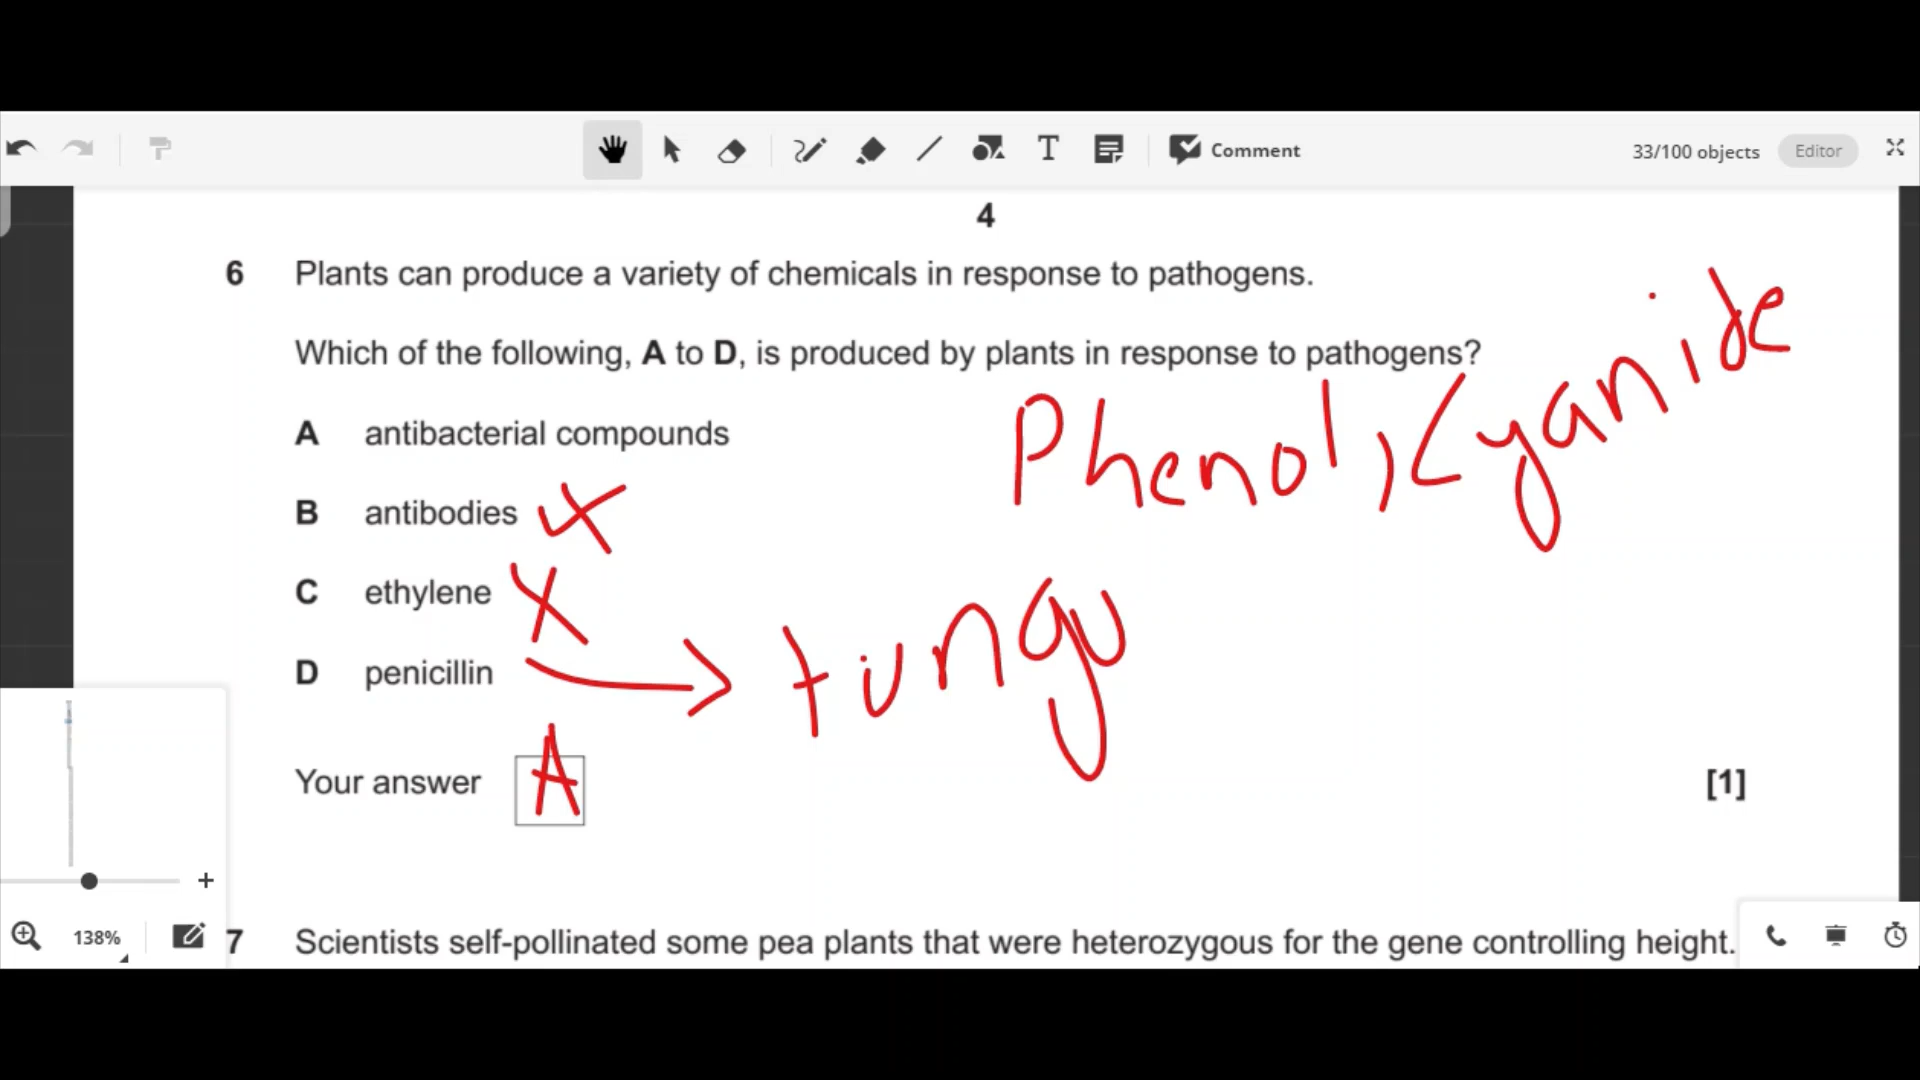 Comment
33/100 objects
Editor
4
6 Plants can produce a variety of chemicals in response to pathogens.
Which of the following, A to D, is produced by plants in response to pathogens?
Phenol, Cyanide
A antibacterial compounds
B antibodies
C ethylene
D penicillin
fungu
Your answer A
[1]
138%
7 Scientists self-pollinated some pea plants that were heterozygous for the gene controlling height.